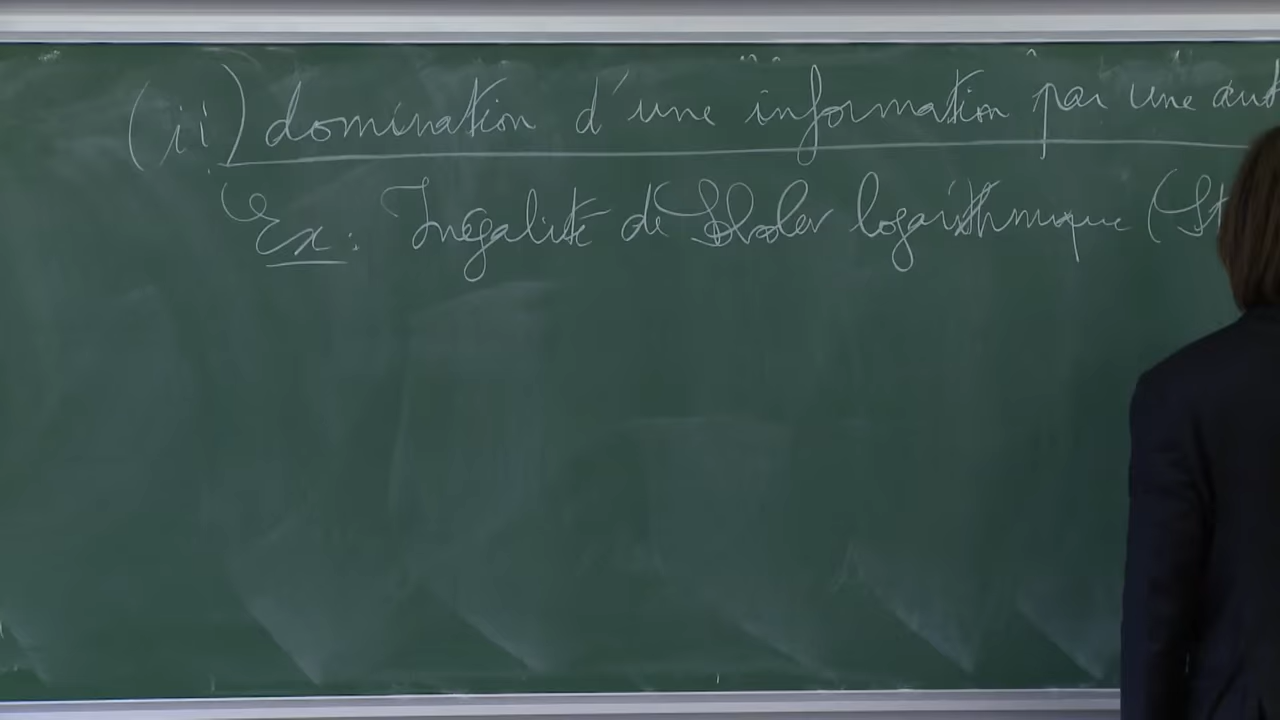 (ii) domination d'une information par une aut
Ex: Inégalité de Sobolev logarithmique (St